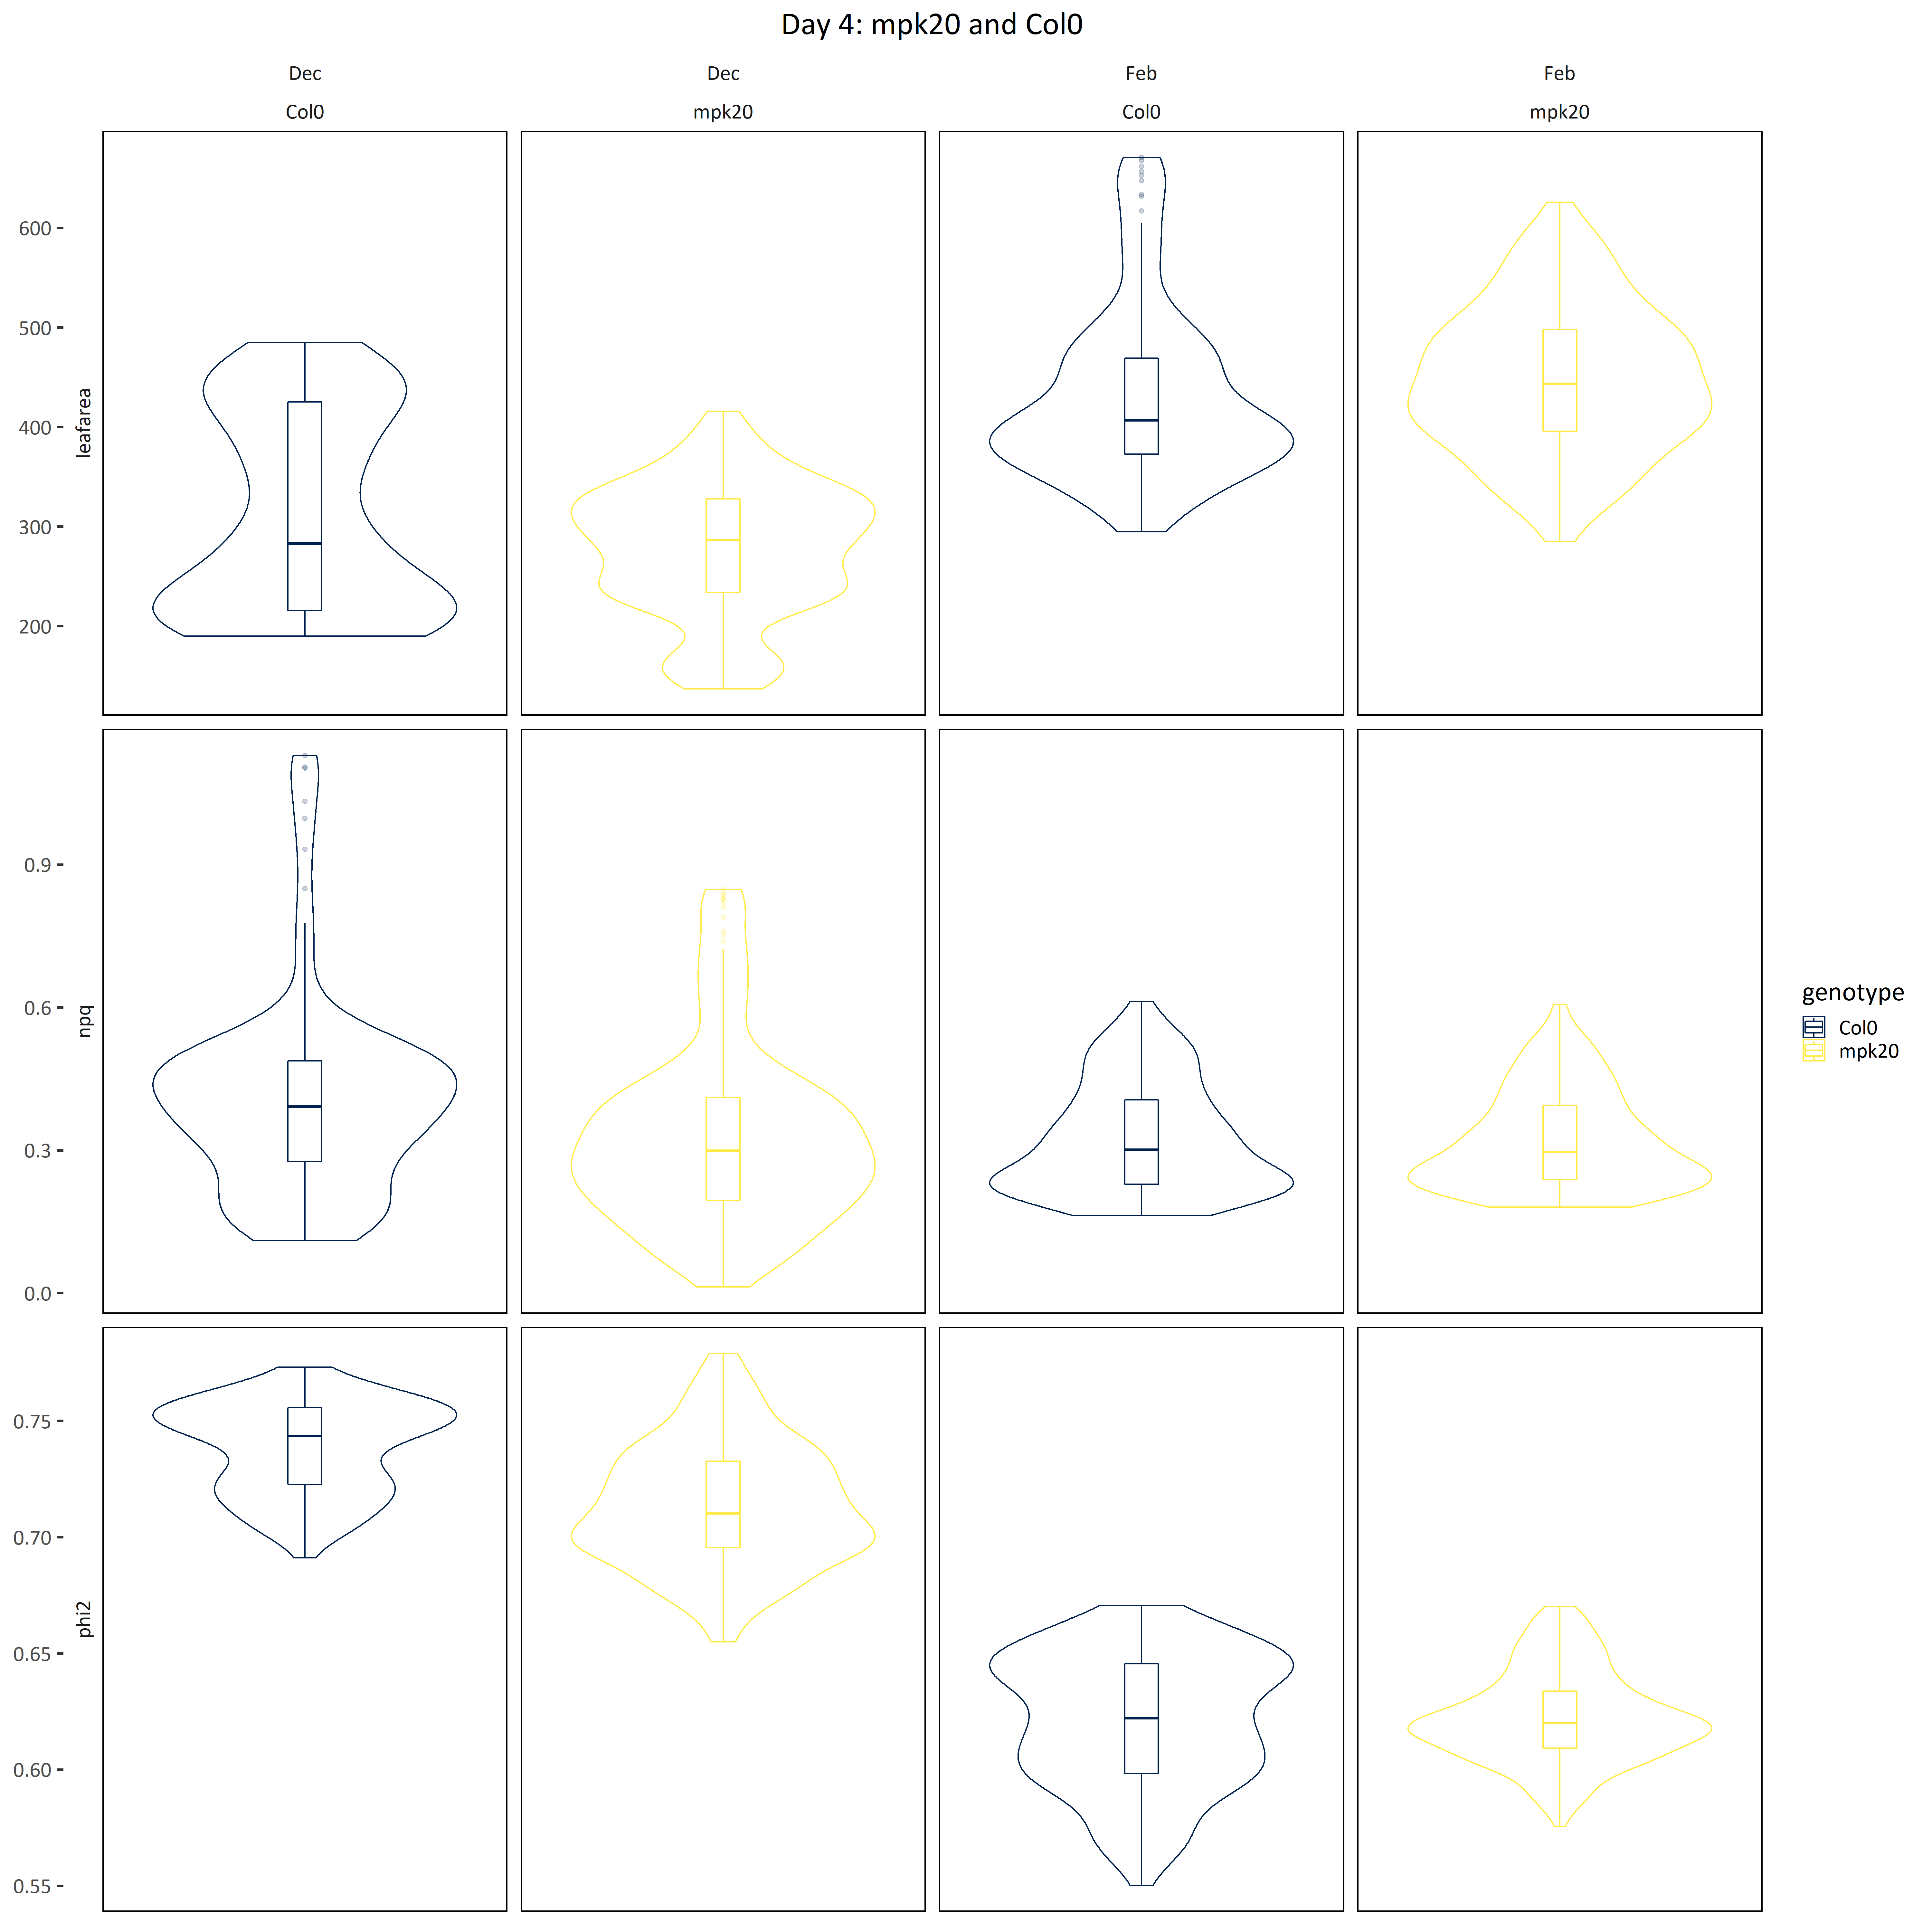 Day 4: mpk20 and Col0
Dec Dec Feb Feb
Col0 mpk20 Col0 mpk20
600
500
400
300
200
leafarea
0.9
0.6
0.3
0.0
npq
0.75
0.70
0.65
0.60
0.55
phi2
genotype
Col0
mpk20